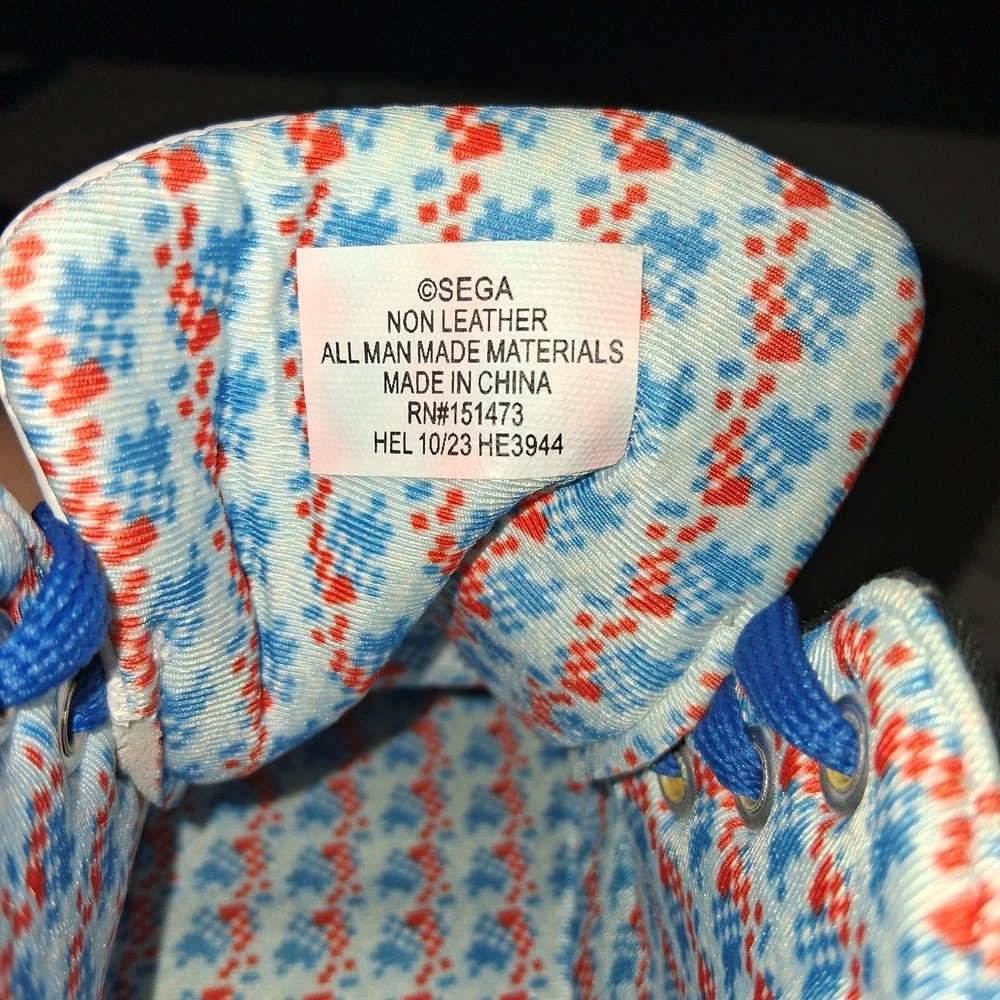 ©SEGA
NON LEATHER
ALL MAN MADE MATERIALS
MADE IN CHINA
RN#151473
HEL 10/23 HE3944